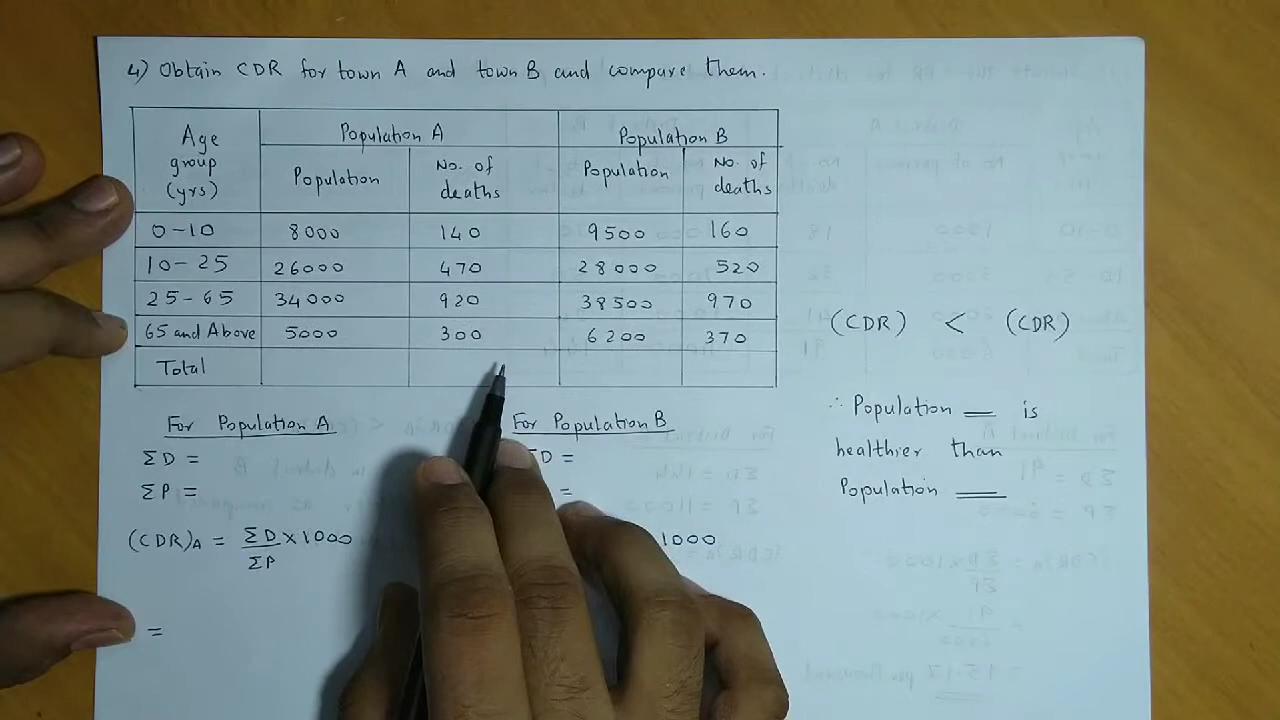 4) Obtain CDR for town A and town B and compare them.
Age group (yrs) Population A Population B
Population No. of deaths Population No. of deaths
0-10 8000 140 9500 160
10-25 26000 470 28000 520
25-65 34000 920 38500 970
65 and Above 5000 300 6200 370
Total
For Population A
ΣD =
ΣP =
(CDR)A = ΣD/ΣP ×1000
=
For Population B
ΣD =
=
1000
(CDR) < (CDR)
∴ Population __ is
healthier than
Population __